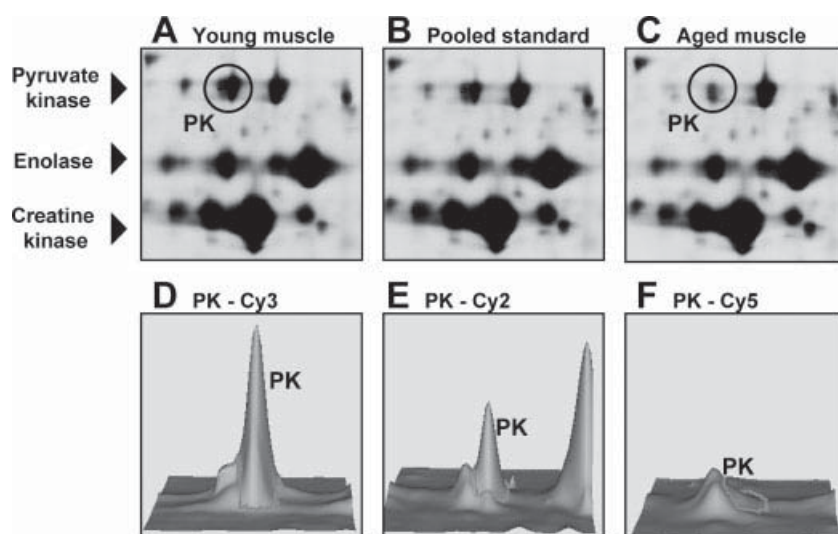 A Young muscle
B Pooled standard
C Aged muscle
Pyruvate
kinase
PK
PK
Enolase
Creatine
kinase
D PK - Cy3
E PK - Cy2
F PK - Cy5
PK
PK
PK